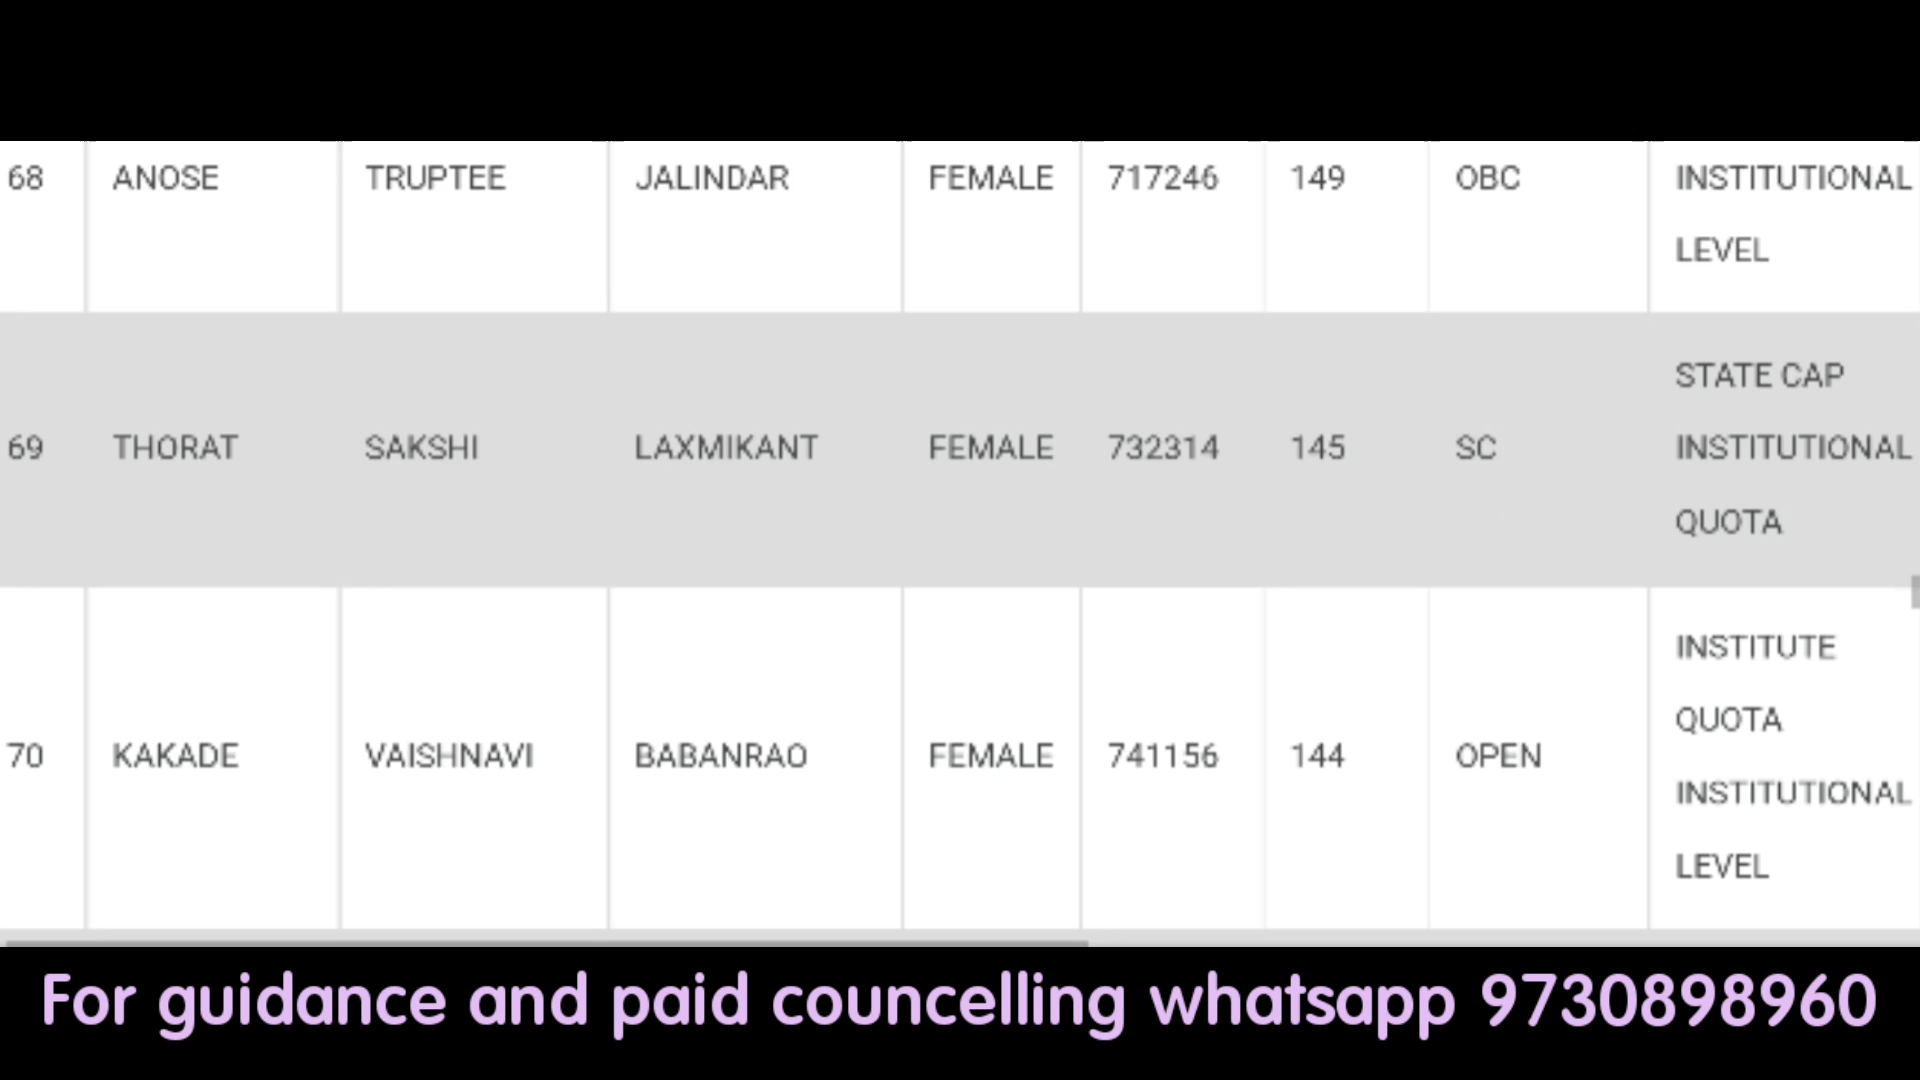 68 ANOSE TRUPTEE JALINDAR FEMALE 717246 149 OBC INSTITUTIONAL
LEVEL
STATE CAP
69 THORAT SAKSHI LAXMIKANT FEMALE 732314 145 SC INSTITUTIONAL
QUOTA
INSTITUTE
QUOTA
70 KAKADE VAISHNAVI BABANRAO FEMALE 741156 144 OPEN
INSTITUTIONAL
LEVEL
For guidance and paid councelling whatsapp 9730898960